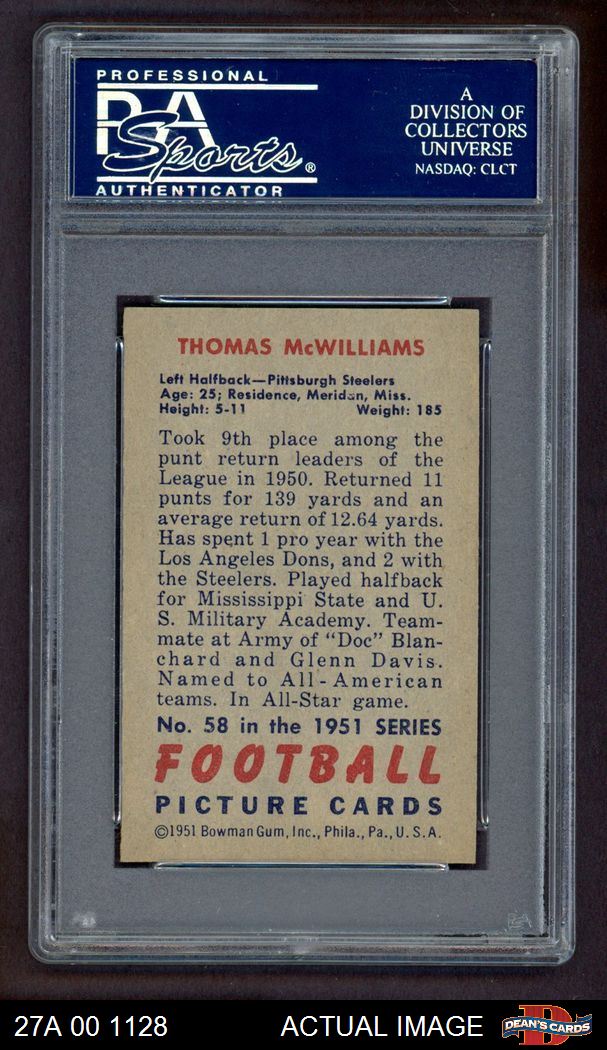 PROFESSIONAL
PSA
Sports®
AUTHENTICATOR
A
DIVISION OF
COLLECTORS
UNIVERSE
NASDAQ: CLCT
THOMAS McWILLIAMS
Left Halfback—Pittsburgh Steelers
Age: 25; Residence, Meridan, Miss.
Height: 5-11 Weight: 185
Took 9th place among the
punt return leaders of the
League in 1950. Returned 11
punts for 139 yards and an
average return of 12.64 yards.
Has spent 1 pro year with the
Los Angeles Dons, and 2 with
the Steelers. Played halfback
for Mississippi State and U.
S. Military Academy. Team-
mate at Army of "Doc" Blan-
chard and Glenn Davis.
Named to All-American
teams. In All-Star game.
No. 58 in the 1951 SERIES
FOOTBALL
PICTURE CARDS
©1951 Bowman Gum, Inc., Phila., Pa., U.S.A.
27A 00 1128 ACTUAL IMAGE DEAN'S CARDS